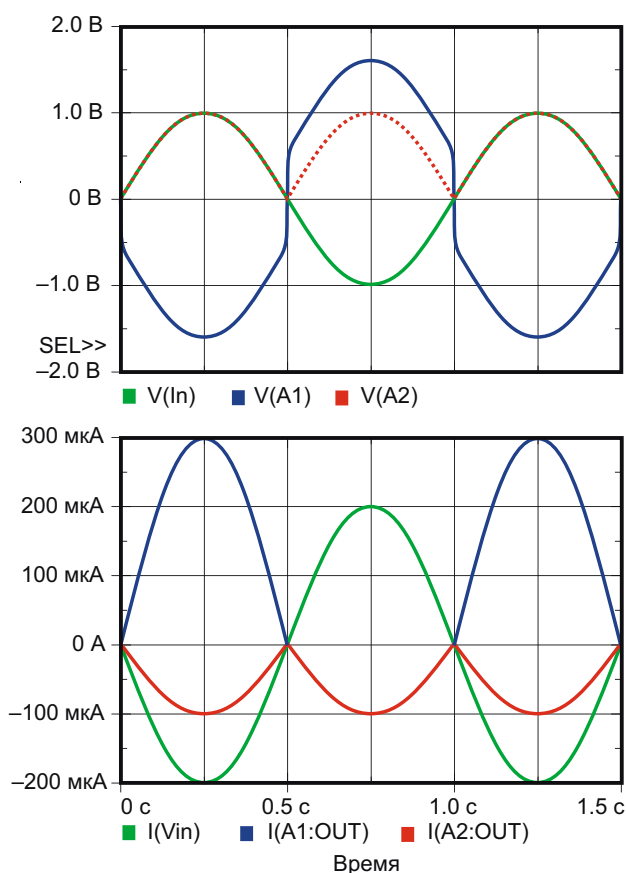 2.0 В
1.0 В
0 В
–1.0 В
SEL>>
–2.0 В
V(In) V(A1) V(A2)
300 мкА
200 мкА
100 мкА
0 А
–100 мкА
–200 мкА
0 с 0.5 с 1.0 с 1.5 с
I(Vin) I(A1:OUT) I(A2:OUT)
Время